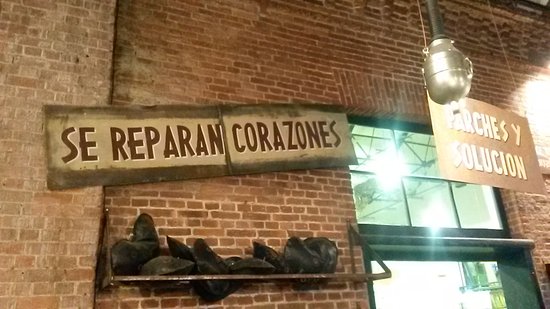 SE REPARAN CORAZONES
PARCHES Y
SOLUCION